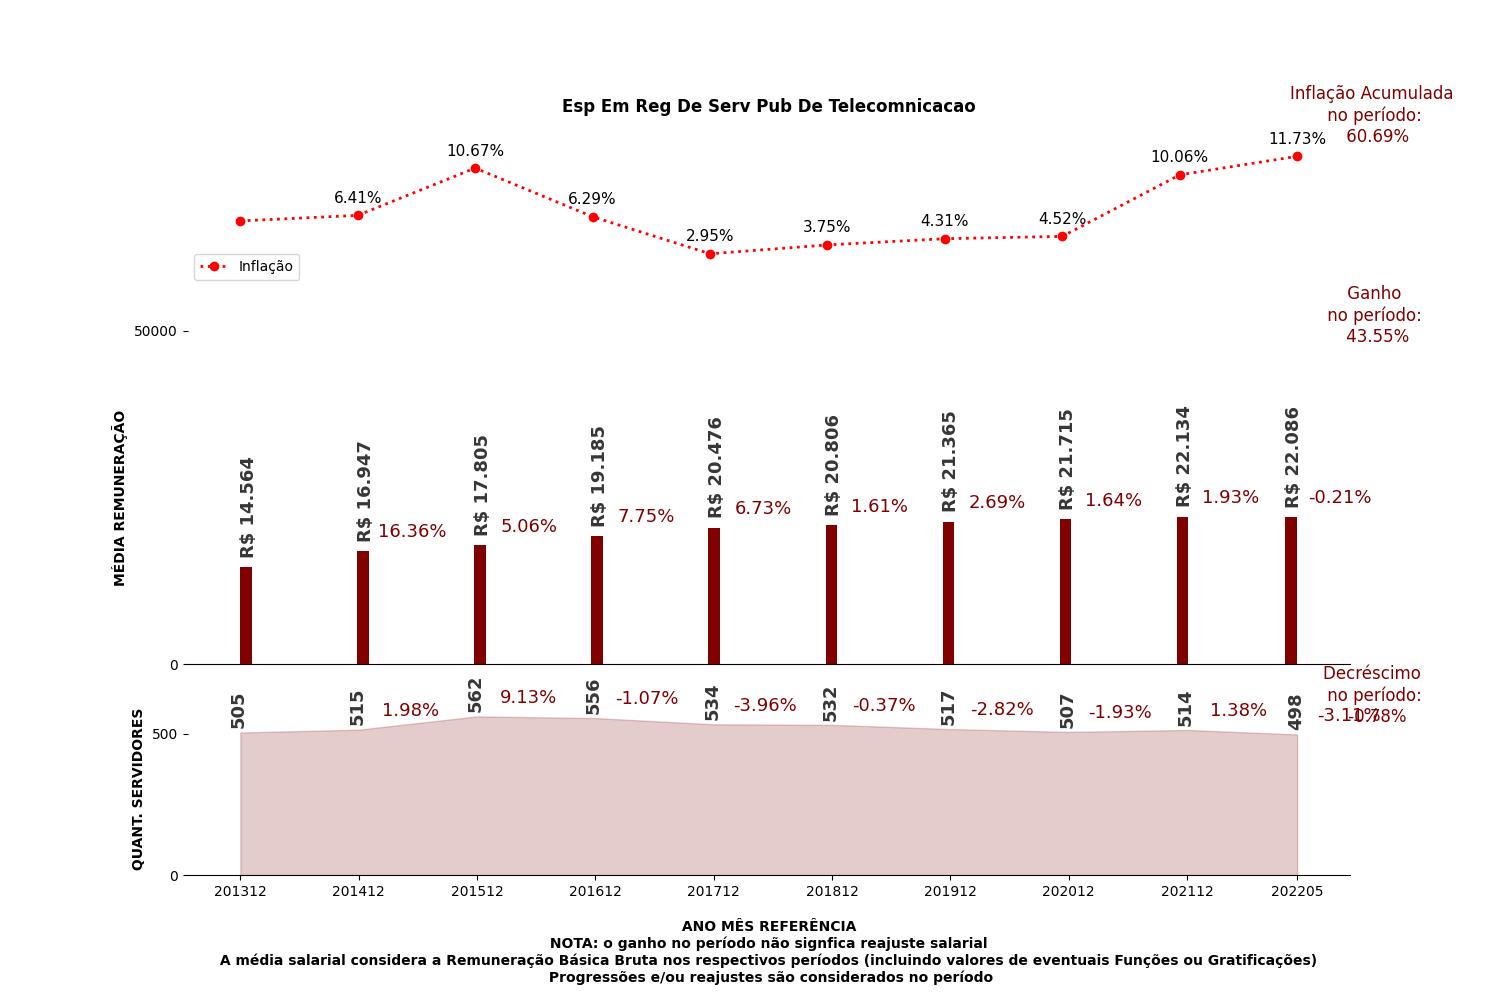 Esp Em Reg De Serv Pub De Telecomnicacao
Inflação Acumulada
no período:
60.69%
6.41%
10.67%
6.29%
2.95%
3.75%
4.31%
4.52%
10.06%
11.73%
Inflação
Ganho
no período:
43.55%
50000
0
MÉDIA REMUNERAÇÃO
R$ 14.564
R$ 16.947
R$ 17.805
R$ 19.185
R$ 20.476
R$ 20.806
R$ 21.365
R$ 21.715
R$ 22.134
R$ 22.086
16.36%
5.06%
7.75%
6.73%
1.61%
2.69%
1.64%
1.93%
-0.21%
Decréscimo
no período:
-0.78%
500
0
QUANT. SERVIDORES
505
515
562
556
534
532
517
507
514
498
1.98%
9.13%
-1.07%
-3.96%
-0.37%
-2.82%
-1.93%
1.38%
-3.11%
201312
201412
201512
201612
201712
201812
201912
202012
202112
202205
ANO MÊS REFERÊNCIA
NOTA: o ganho no período não signfica reajuste salarial
A média salarial considera a Remuneração Básica Bruta nos respectivos períodos (incluindo valores de eventuais Funções ou Gratificações)
Progressões e/ou reajustes são considerados no período